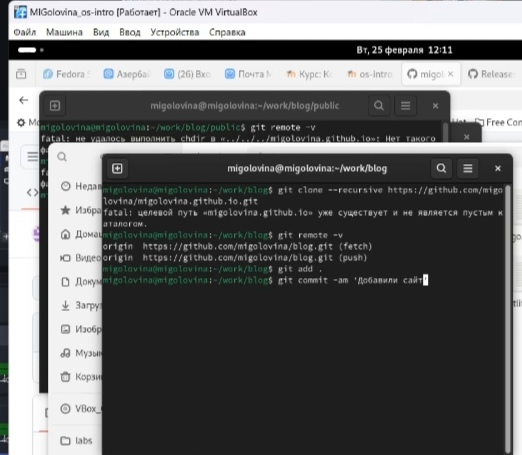 MIGolovina_os-intro [Работает] - Oracle VM VirtualBox
Файл Машина Вид Ввод Устройства Справка
Вт, 25 февраля 12:11
Fedora Азербай (26) Вхо Почта М Курс: К os-intro migol Release
migolovina@migolovina:~/work/blog/public
migolovina@migolovina:~/work/blog/public$ git remote -v
fatal: не удалось выполнить chdir в «../../../migolovina.github.io»: Нет такого
Free Con
migolovina@migolovina:~/work/blog
migolovina@migolovina:~/work/blog$ git clone --recursive https://github.com/migo
lovina/migolovina.github.io.git
fatal: целевой путь «migolovina.github.io» уже существует и не является пустым к
аталогом.
migolovina@migolovina:~/work/blog$ git remote -v
origin https://github.com/migolovina/blog.git (fetch)
origin https://github.com/migolovina/blog.git (push)
migolovina@migolovina:~/work/blog$ git add .
migolovina@migolovina:~/work/blog$ git commit -am 'Добавили сайт'
Недав
Избра
Домаш
Видео
Докум
Загру
Изобр
Музык
Корзи
VBox_
labs